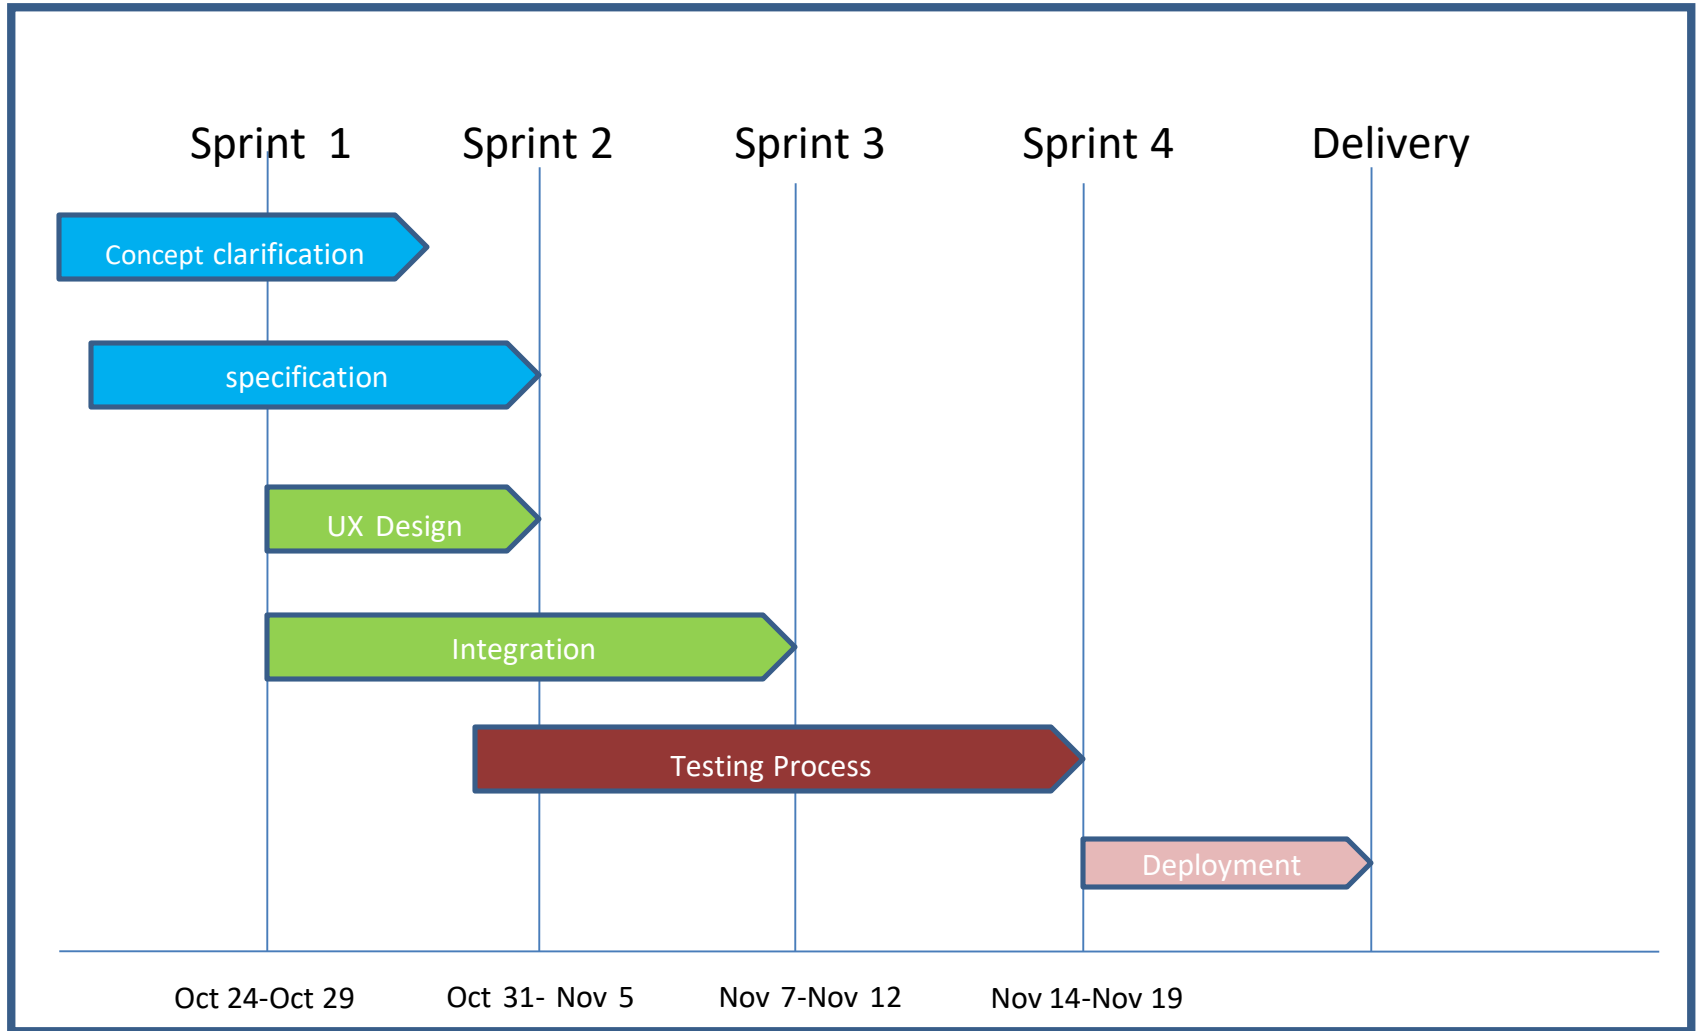 Sprint 1
Sprint 2
Sprint 3
Sprint 4
Delivery
Concept clarification
specification
UX Design
Integration
Testing Process
Deployment
Oct 24-Oct 29
Oct 31- Nov 5
Nov 7-Nov 12
Nov 14-Nov 19